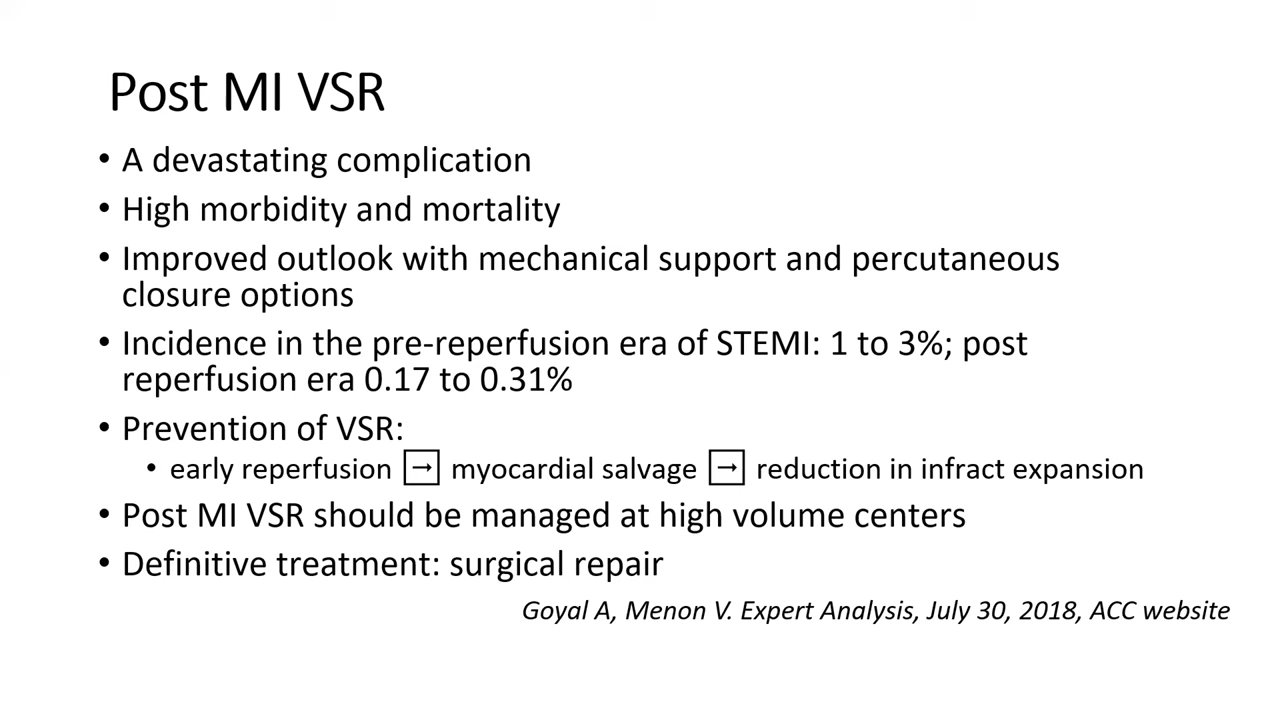 Post MI VSR
• A devastating complication
• High morbidity and mortality
• Improved outlook with mechanical support and percutaneous
closure options
• Incidence in the pre-reperfusion era of STEMI: 1 to 3%; post
reperfusion era 0.17 to 0.31%
• Prevention of VSR:
• early reperfusion → myocardial salvage → reduction in infract expansion
• Post MI VSR should be managed at high volume centers
• Definitive treatment: surgical repair
Goyal A, Menon V. Expert Analysis, July 30, 2018, ACC website